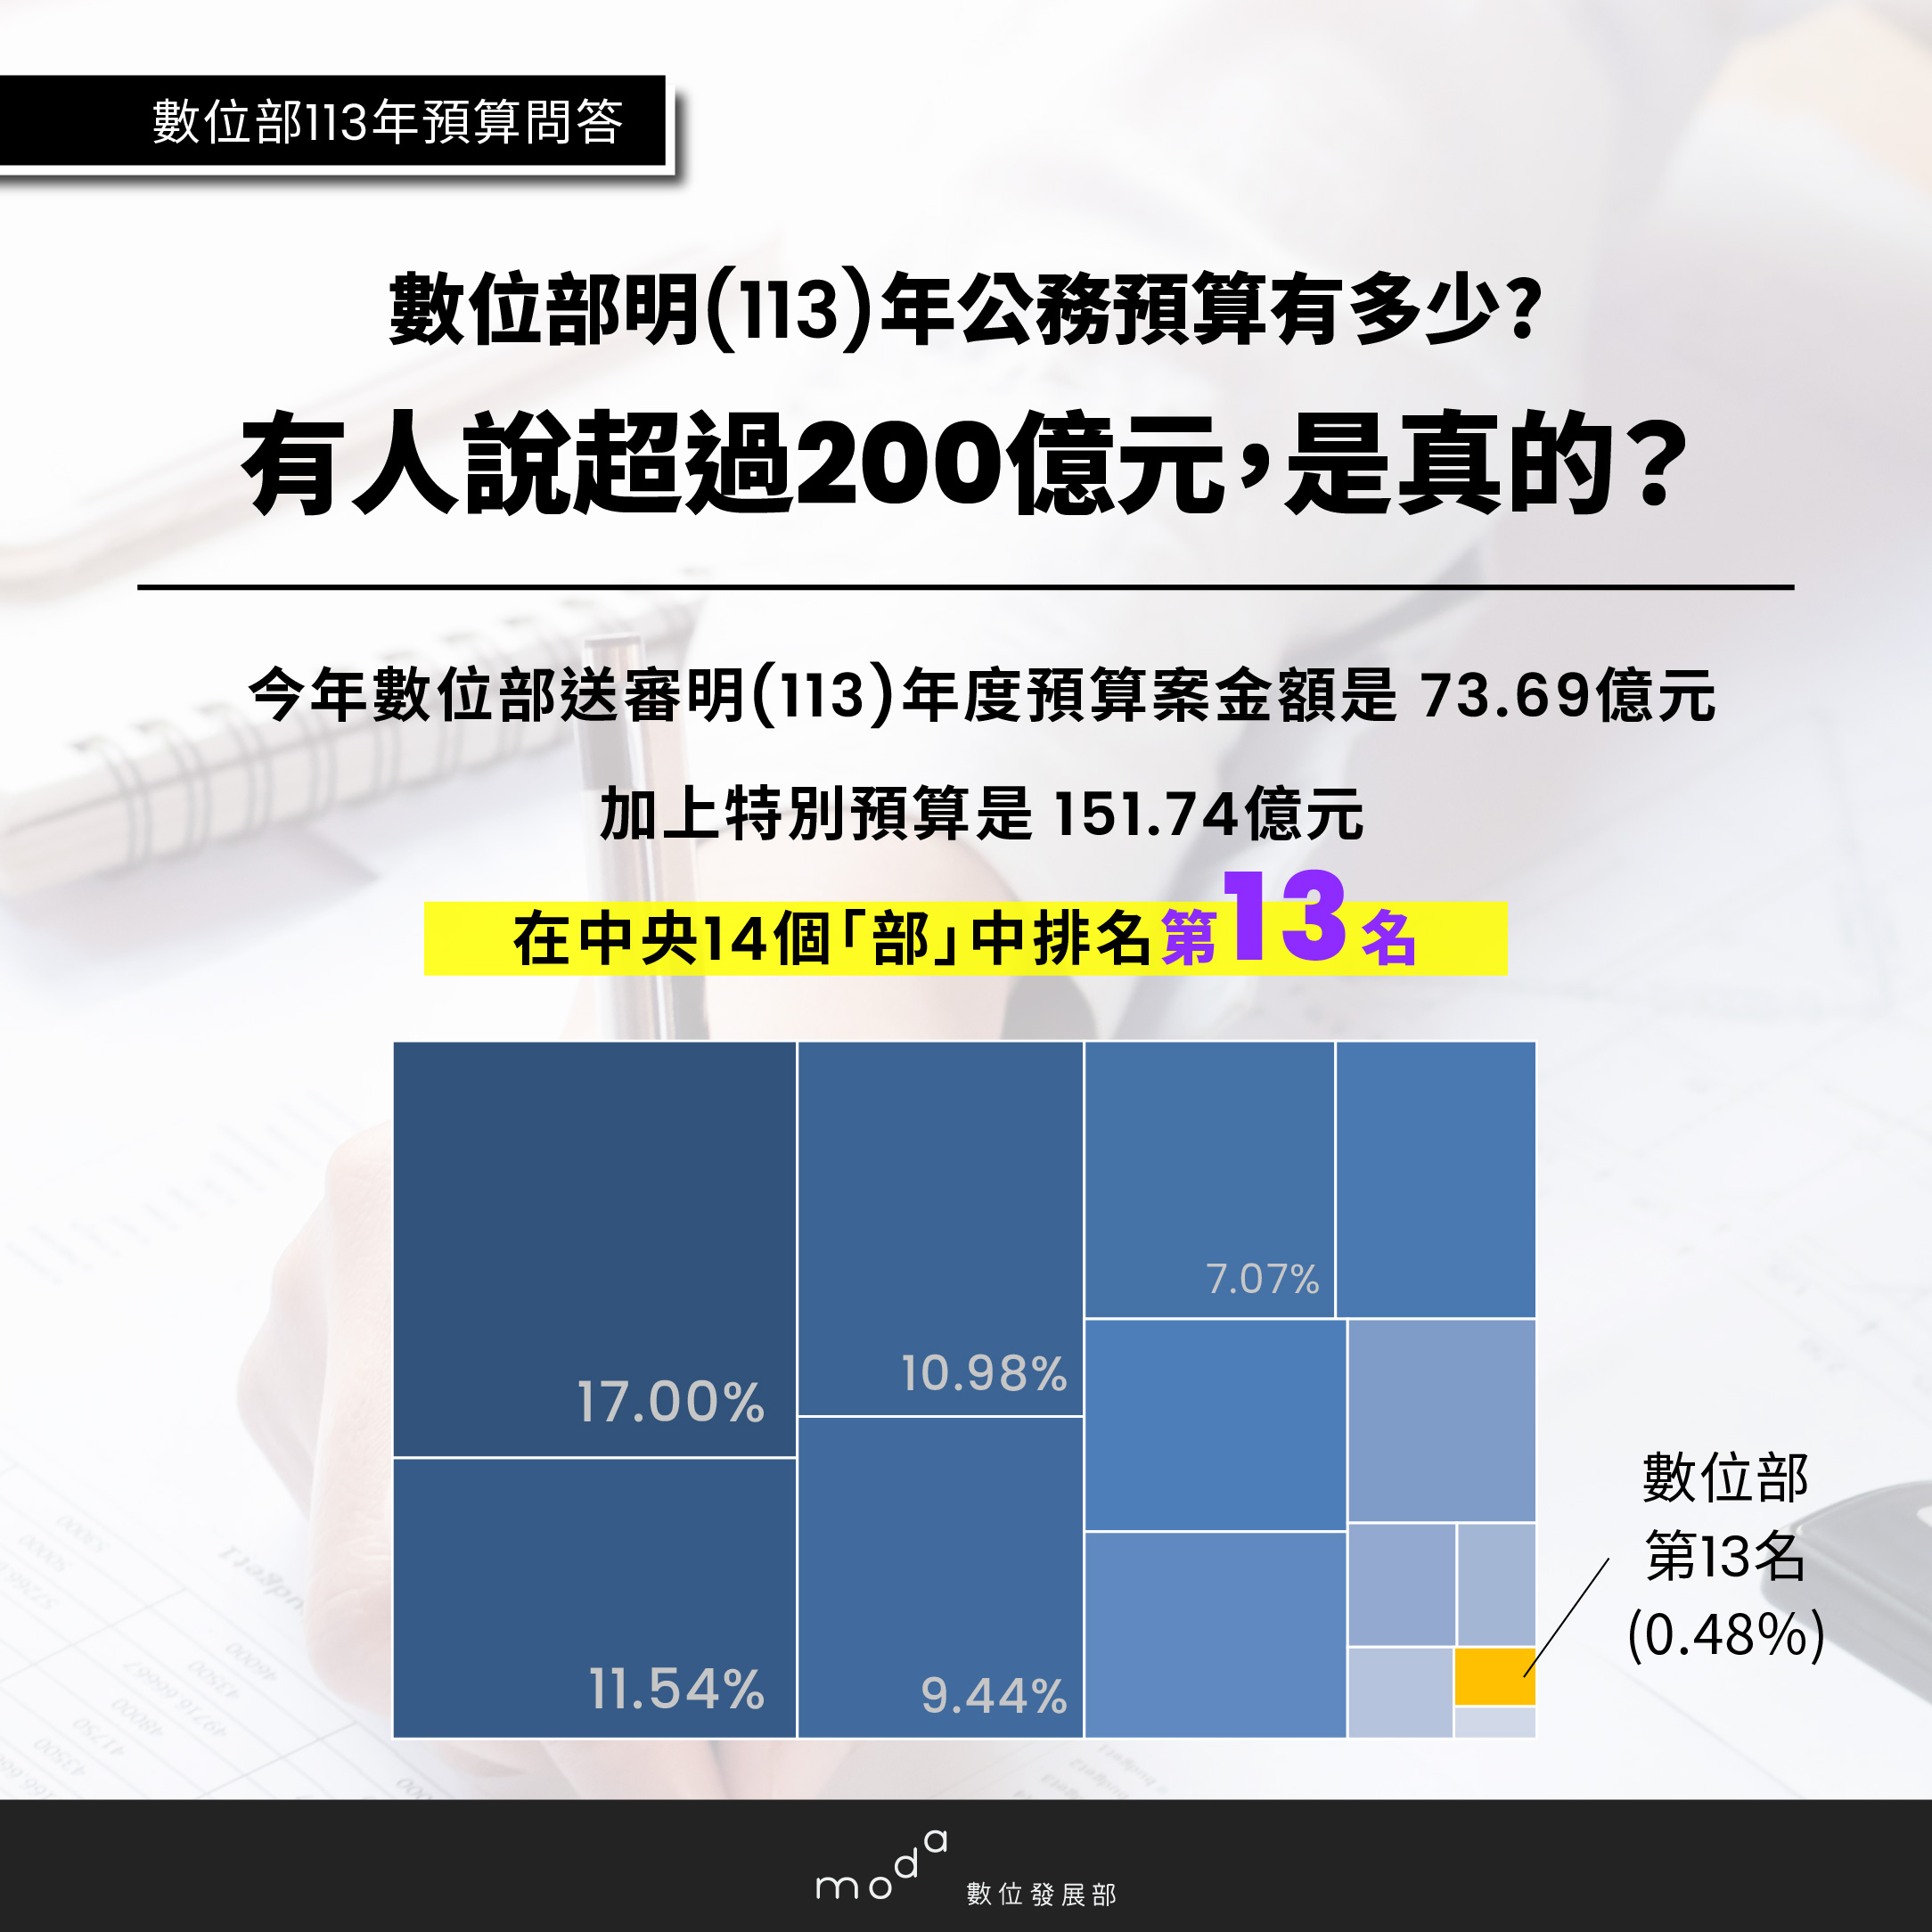 數位部113年預算問答
數位部明(113)年公務預算有多少?
有人說超過200億元,是真的?
今年數位部送審明(113)年度預算案金額是 73.69億元
加上特別預算是 151.74億元
在中央14個「部」中排名第13名
7.07%
10.98%
17.00%
11.54%
9.44%
數位部
第13名
(0.48%)
moda
數位發展部